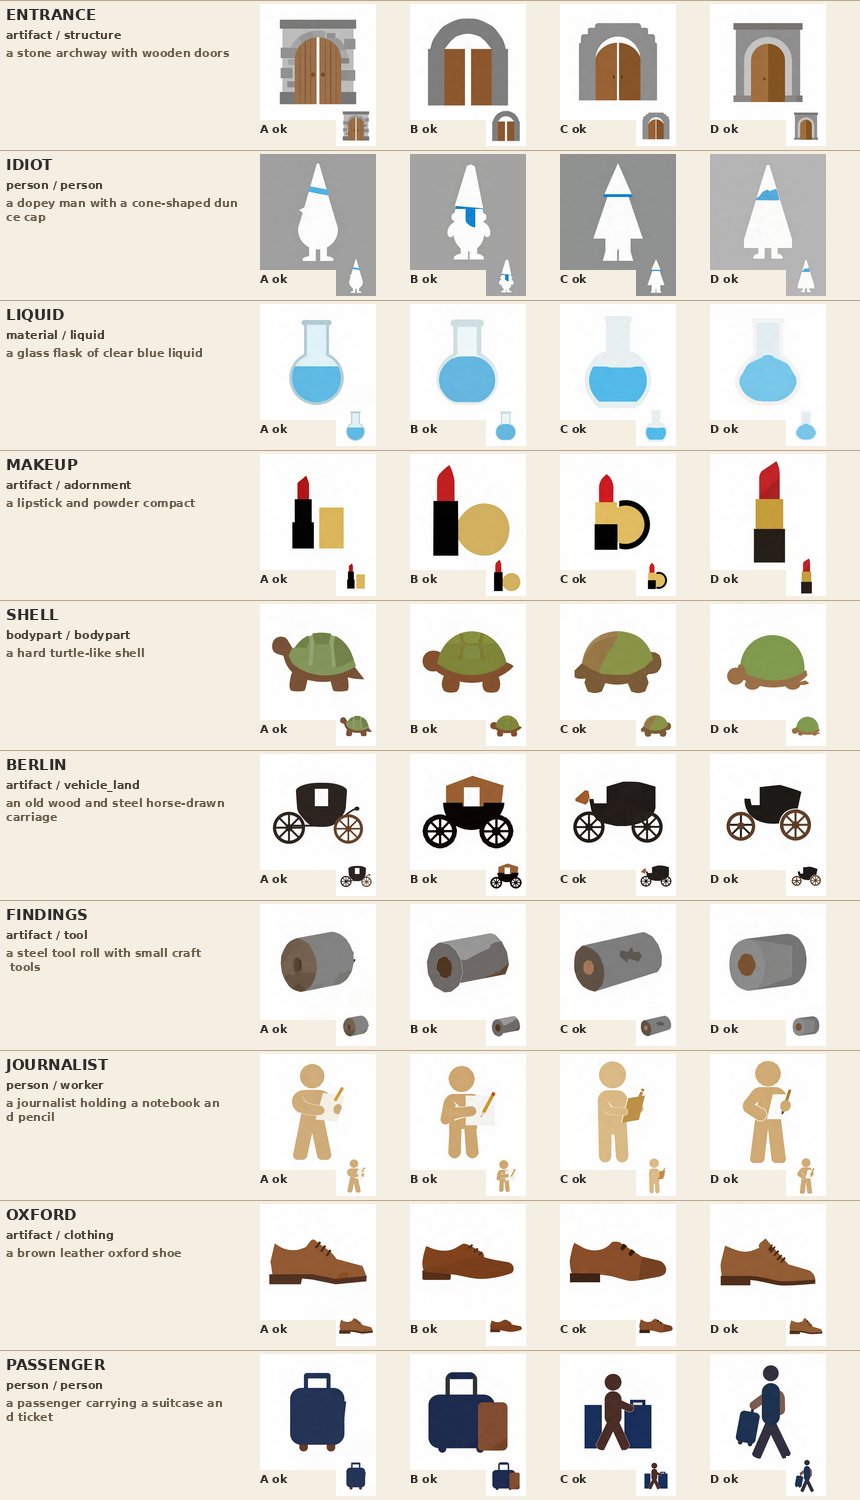 ENTRANCE
artifact / structure
a stone archway with wooden doors
A ok
B ok
C ok
D ok
IDIOT
person / person
a dopey man with a cone-shaped dun
ce cap
A ok
B ok
C ok
D ok
LIQUID
material / liquid
a glass flask of clear blue liquid
A ok
B ok
C ok
D ok
MAKEUP
artifact / adornment
a lipstick and powder compact
A ok
B ok
C ok
D ok
SHELL
bodypart / bodypart
a hard turtle-like shell
A ok
B ok
C ok
D ok
BERLIN
artifact / vehicle_land
an old wood and steel horse-drawn
carriage
A ok
B ok
C ok
D ok
FINDINGS
artifact / tool
a steel tool roll with small craft
tools
A ok
B ok
C ok
D ok
JOURNALIST
person / worker
a journalist holding a notebook an
d pencil
A ok
B ok
C ok
D ok
OXFORD
artifact / clothing
a brown leather oxford shoe
A ok
B ok
C ok
D ok
PASSENGER
person / person
a passenger carrying a suitcase an
d ticket
A ok
B ok
C ok
D ok